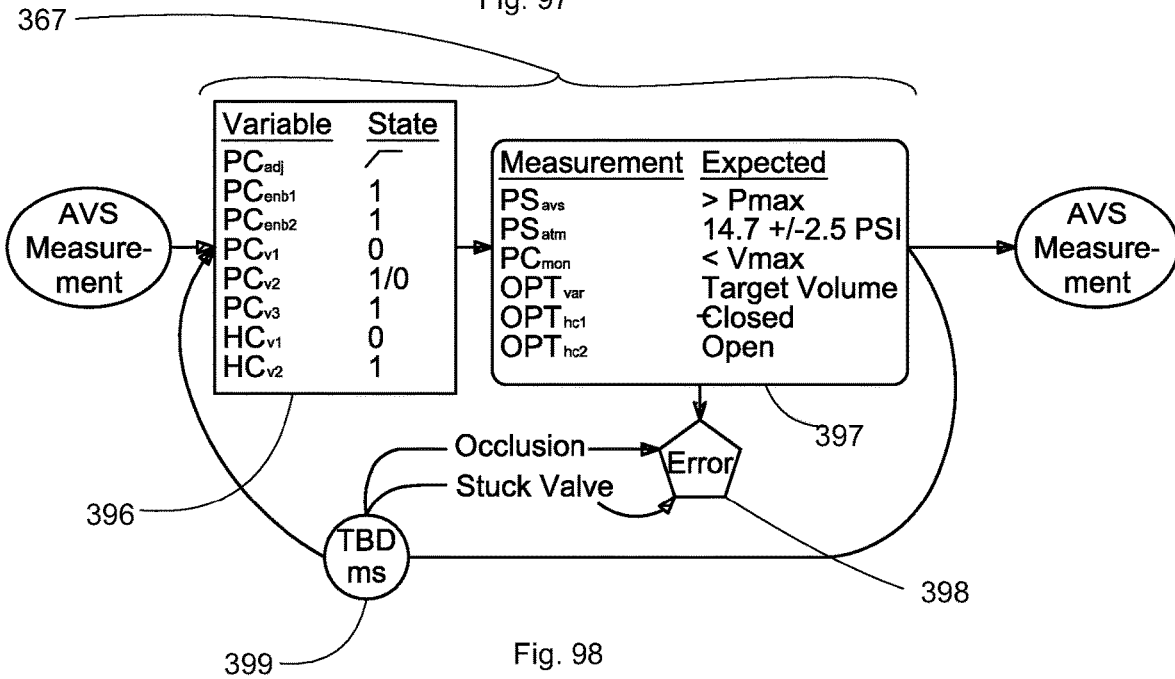 Fig. 97
367
Variable State
PCadj
PCenb1 1
PCenb2 1
PCv1 0
PCv2 1/0
PCv3 1
HCv1 0
HCv2 1
Measurement Expected
PSavs > Pmax
PSatm 14.7 +/-2.5 PSI
PCmon < Vmax
OPTvar Target Volume
OPThc1 Closed
OPThc2 Open
AVS
Measure-
ment
AVS
Measure-
ment
Occlusion
Stuck Valve
Error
397
396
TBD
ms
398
399
Fig. 98